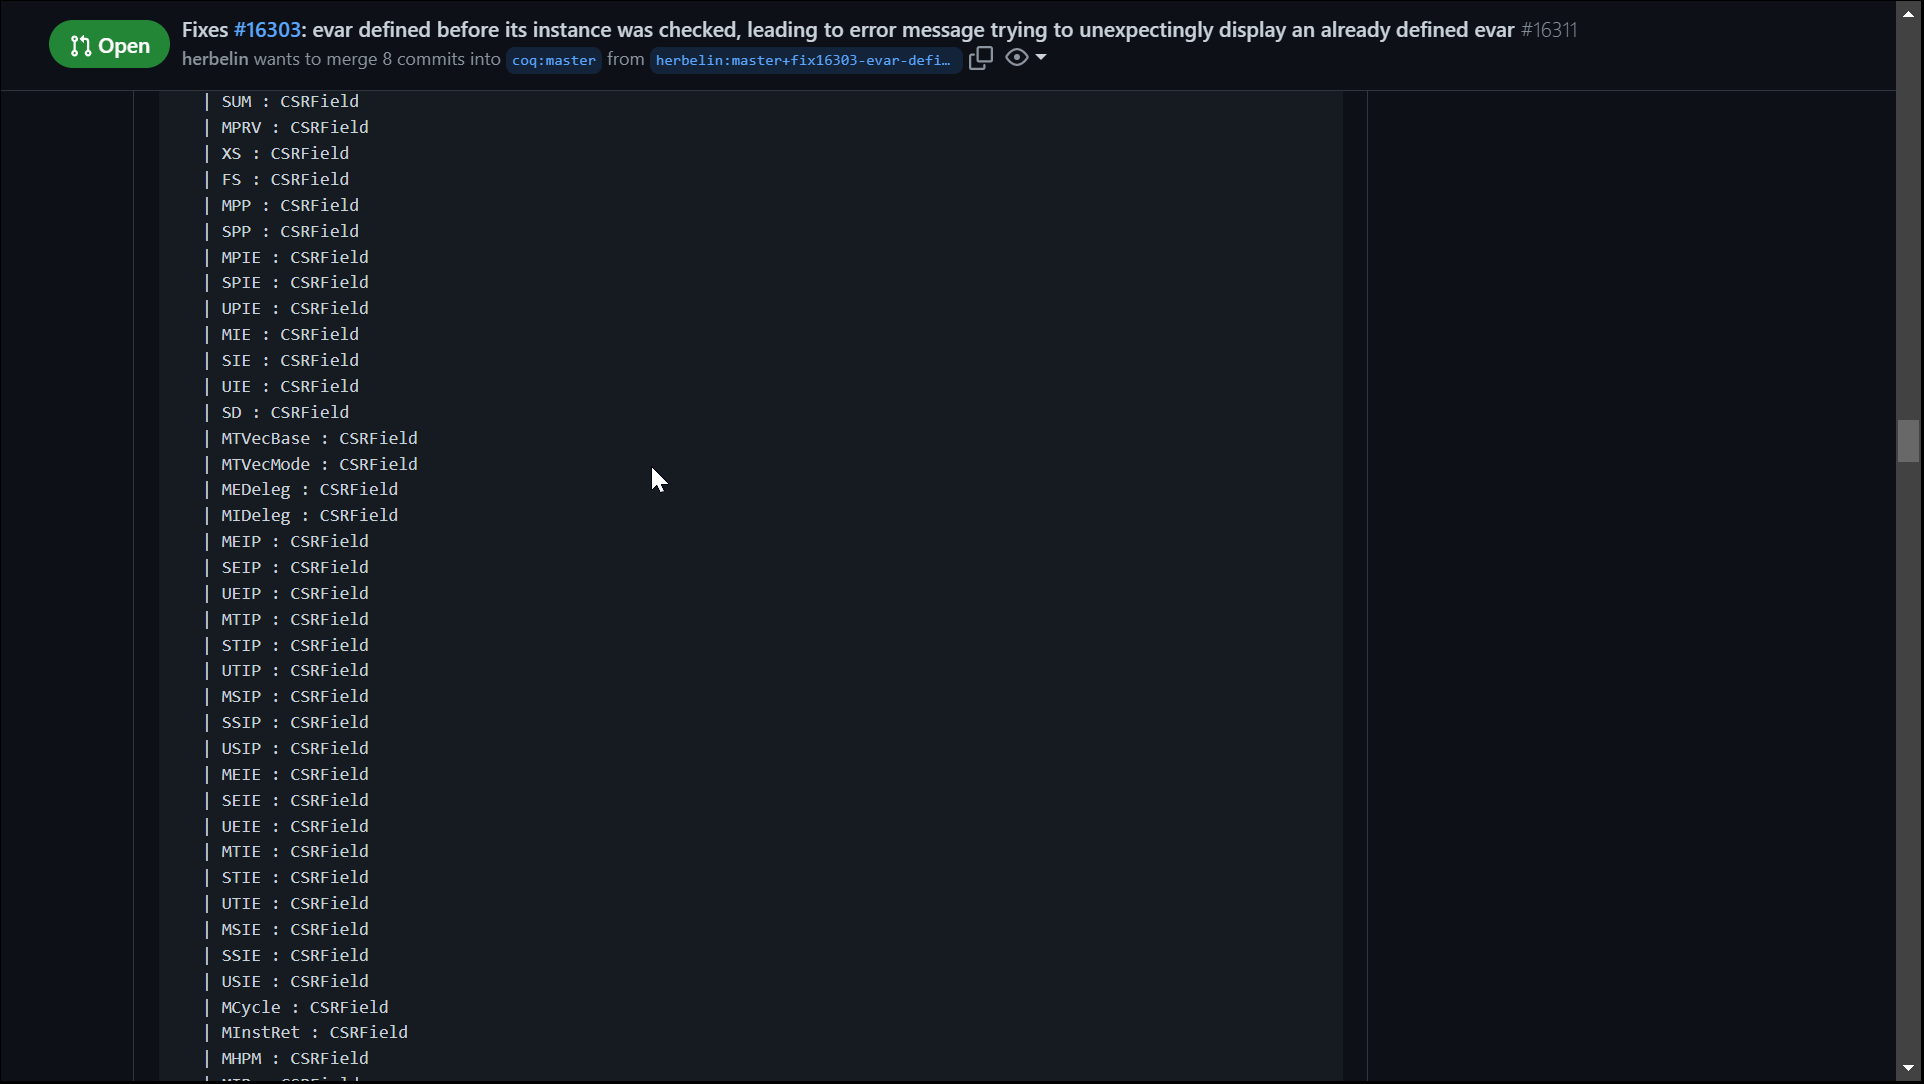 Open
Fixes #16303: evar defined before its instance was checked, leading to error message trying to unexpectingly display an already defined evar #16311
herbelin wants to merge 8 commits into coq:master from herbelin:master+fix16303-evar-defi…
| SUM : CSRField
| MPRV : CSRField
| XS : CSRField
| FS : CSRField
| MPP : CSRField
| SPP : CSRField
| MPIE : CSRField
| SPIE : CSRField
| UPIE : CSRField
| MIE : CSRField
| SIE : CSRField
| UIE : CSRField
| SD : CSRField
| MTVecBase : CSRField
| MTVecMode : CSRField
| MEDeleg : CSRField
| MIDeleg : CSRField
| MEIP : CSRField
| SEIP : CSRField
| UEIP : CSRField
| MTIP : CSRField
| STIP : CSRField
| UTIP : CSRField
| MSIP : CSRField
| SSIP : CSRField
| USIP : CSRField
| MEIE : CSRField
| SEIE : CSRField
| UEIE : CSRField
| MTIE : CSRField
| STIE : CSRField
| UTIE : CSRField
| MSIE : CSRField
| SSIE : CSRField
| USIE : CSRField
| MCycle : CSRField
| MInstRet : CSRField
| MHPM : CSRField